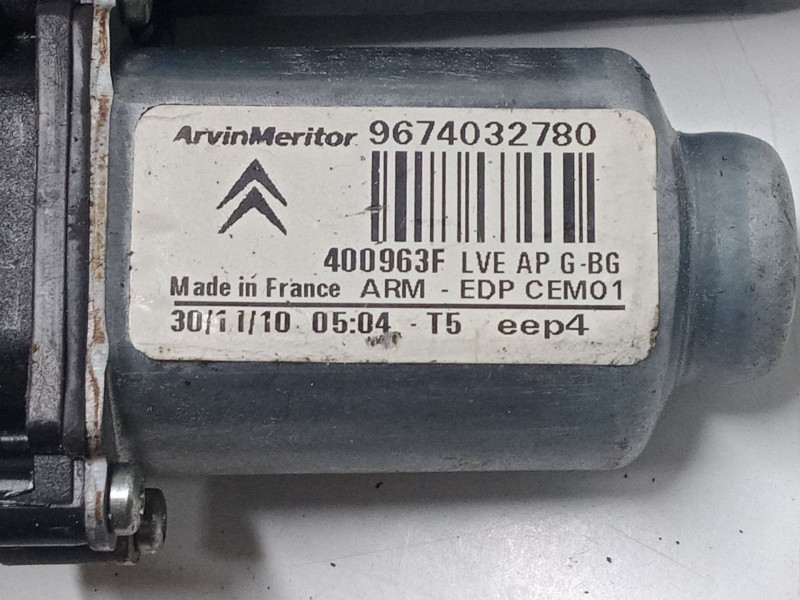 ArvinMeritor 9674032780
400963F LVE AP G-BG
Made in France ARM - EDP CEM01
30/11/10 05:04 - T5 eep4